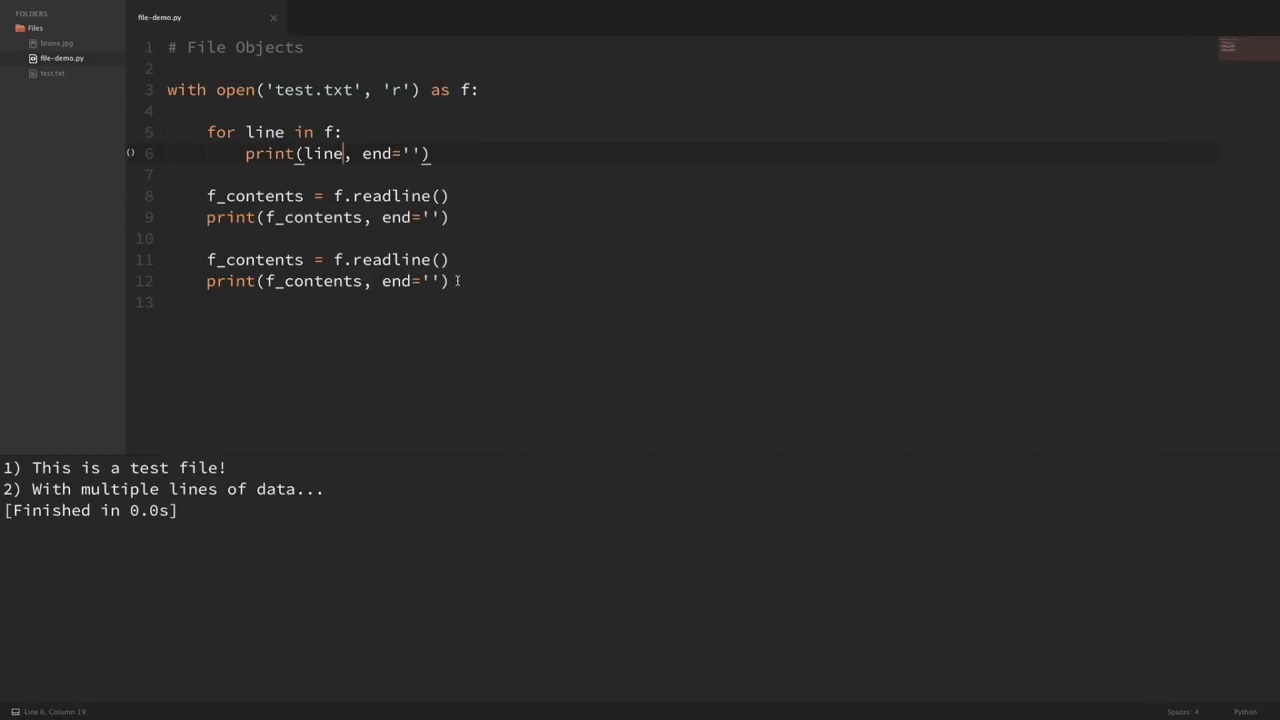 FOLDERS
Files
bronx.jpg
file-demo.py
test.txt
file-demo.py
1 # File Objects
2
3 with open('test.txt', 'r') as f:
4
5     for line in f:
6         print(line, end='')
7
8     f_contents = f.readline()
9     print(f_contents, end='')
10
11     f_contents = f.readline()
12     print(f_contents, end='')
13
1) This is a test file!
2) With multiple lines of data...
[Finished in 0.0s]
Line 6, Column 19
Spaces: 4
Python